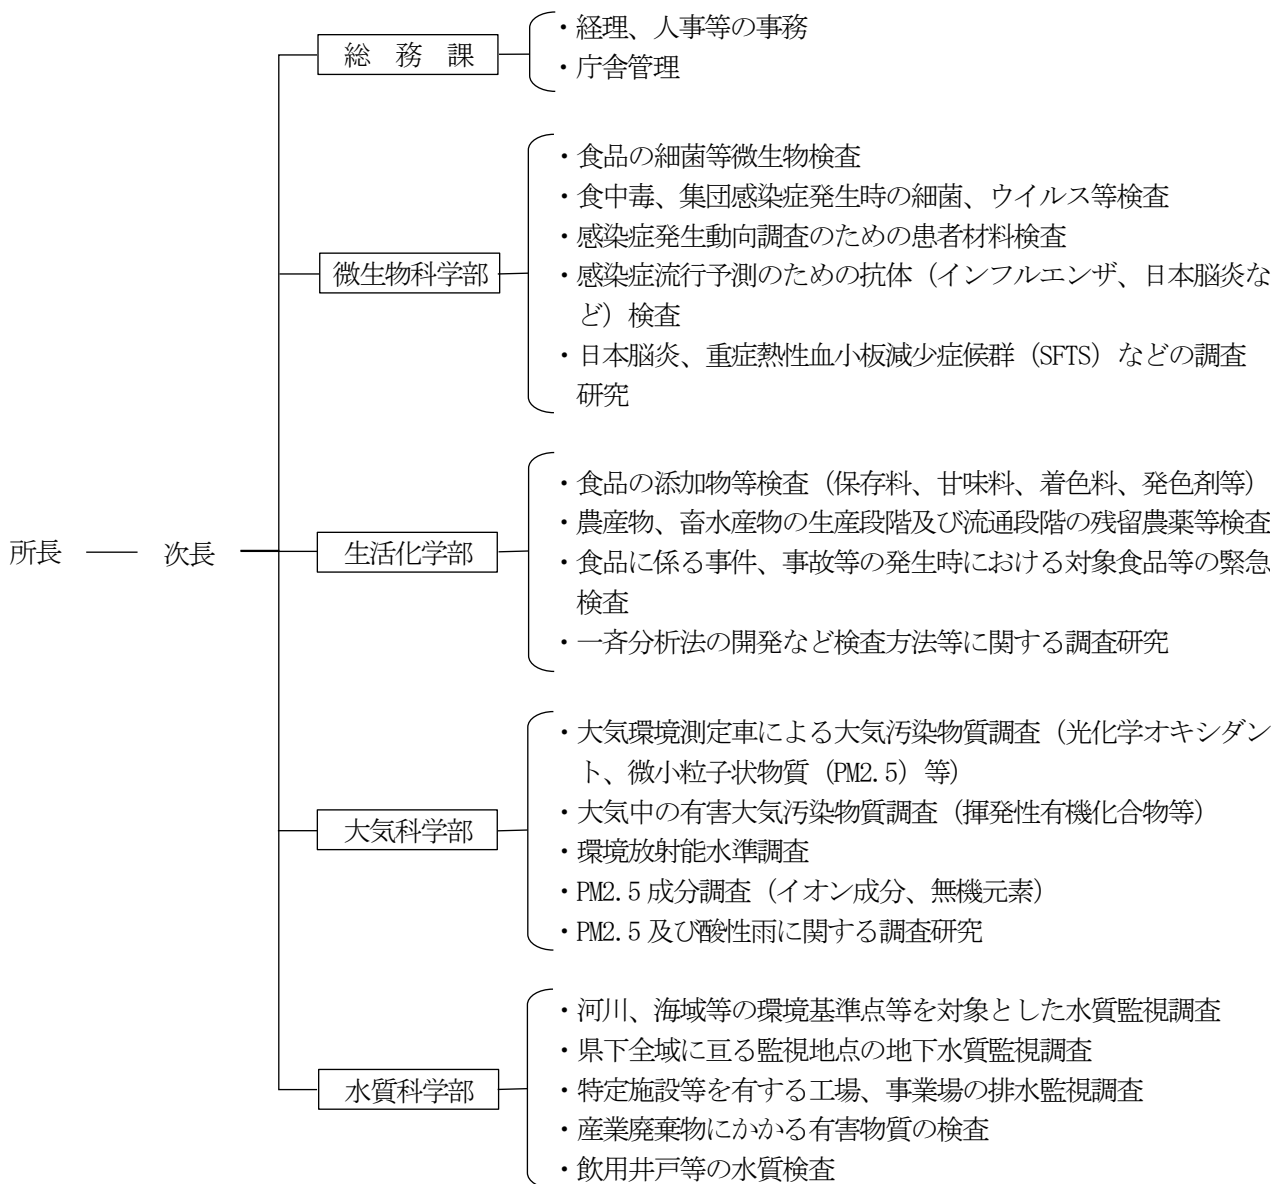 所長
次長
総務課
・経理、人事等の事務
・庁舎管理
微生物科学部
・食品の細菌等微生物検査
・食中毒、集団感染症発生時の細菌、ウイルス等検査
・感染症発生動向調査のための患者材料検査
・感染症流行予測のための抗体（インフルエンザ、日本脳炎な
ど）検査
・日本脳炎、重症熱性血小板減少症候群（SFTS）などの調査
研究
生活化学部
・食品の添加物等検査（保存料、甘味料、着色料、発色剤等）
・農産物、畜水産物の生産段階及び流通段階の残留農薬等検査
・食品に係る事件、事故等の発生時における対象食品等の緊急
検査
・一斉分析法の開発など検査方法等に関する調査研究
大気科学部
・大気環境測定車による大気汚染物質調査（光化学オキシダン
ト、微小粒子状物質（PM2.5）等）
・大気中の有害大気汚染物質調査（揮発性有機化合物等）
・環境放射能水準調査
・PM2.5成分調査（イオン成分、無機元素）
・PM2.5及び酸性雨に関する調査研究
水質科学部
・河川、海域等の環境基準点等を対象とした水質監視調査
・県下全域に亘る監視地点の地下水質監視調査
・特定施設等を有する工場、事業場の排水監視調査
・産業廃棄物にかかる有害物質の検査
・飲用井戸等の水質検査